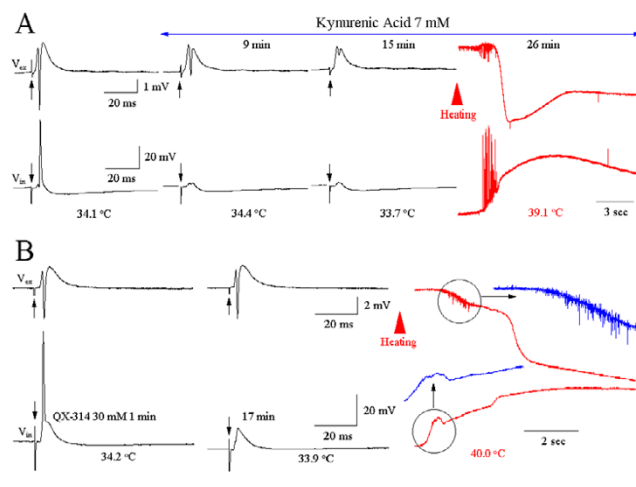 A
Kynurenic Acid 7 mM
9 min
15 min
26 min
Vex
1 mV
20 ms
Heating
20 mV
20 ms
Vin
34.1 °C
34.4 °C
33.7 °C
39.1 °C
3 sec
B
Vex
2 mV
20 ms
Heating
QX-314 30 mM 1 min
17 min
20 mV
20 ms
Vin
34.2 °C
33.9 °C
40.0 °C
2 sec